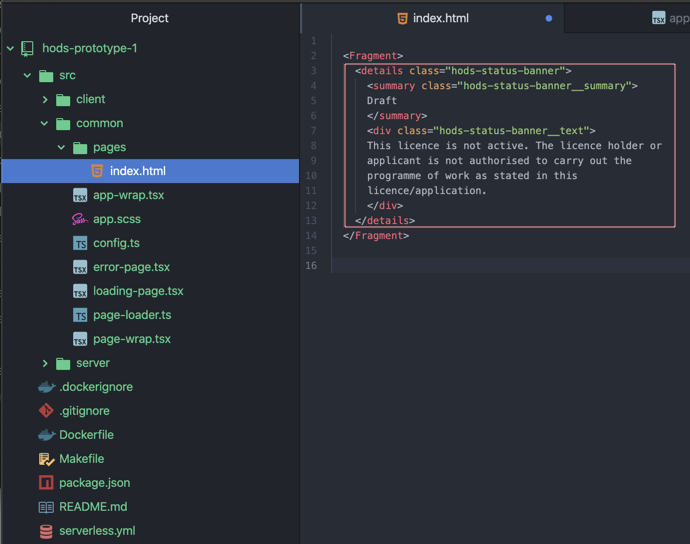 Project
index.html
app
hods-prototype-1
src
client
common
pages
index.html
app-wrap.tsx
app.scss
config.ts
error-page.tsx
loading-page.tsx
page-loader.ts
page-wrap.tsx
server
.dockerignore
.gitignore
Dockerfile
Makefile
package.json
README.md
serverless.yml
1
2 <Fragment>
3 <details class="hods-status-banner">
4 <summary class="hods-status-banner__summary">
5 Draft
6 </summary>
7 <div class="hods-status-banner__text">
8 This licence is not active. The licence holder or
9 applicant is not authorised to carry out the
10 programme of work as stated in this
11 licence/application.
12 </div>
13 </details>
14 </Fragment>
15
16